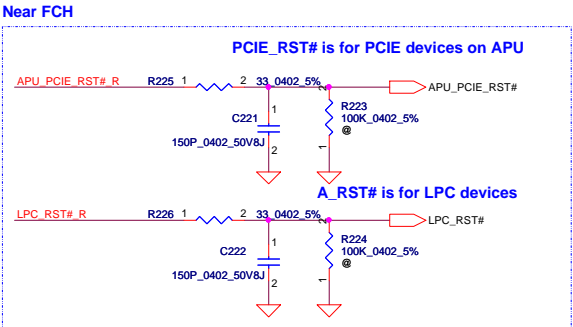 Near FCH
PCIE_RST# is for PCIE devices on APU
APU_PCIE_RST#_R R225 1 2 33_0402_5% 2 APU_PCIE_RST#
C221 1 R223
100K_0402_5%
150P_0402_50V8J 2 1 @
A_RST# is for LPC devices
LPC_RST#_R R226 1 2 33_0402_5% 2 LPC_RST#
C222 1 R224
100K_0402_5%
150P_0402_50V8J 2 1 @